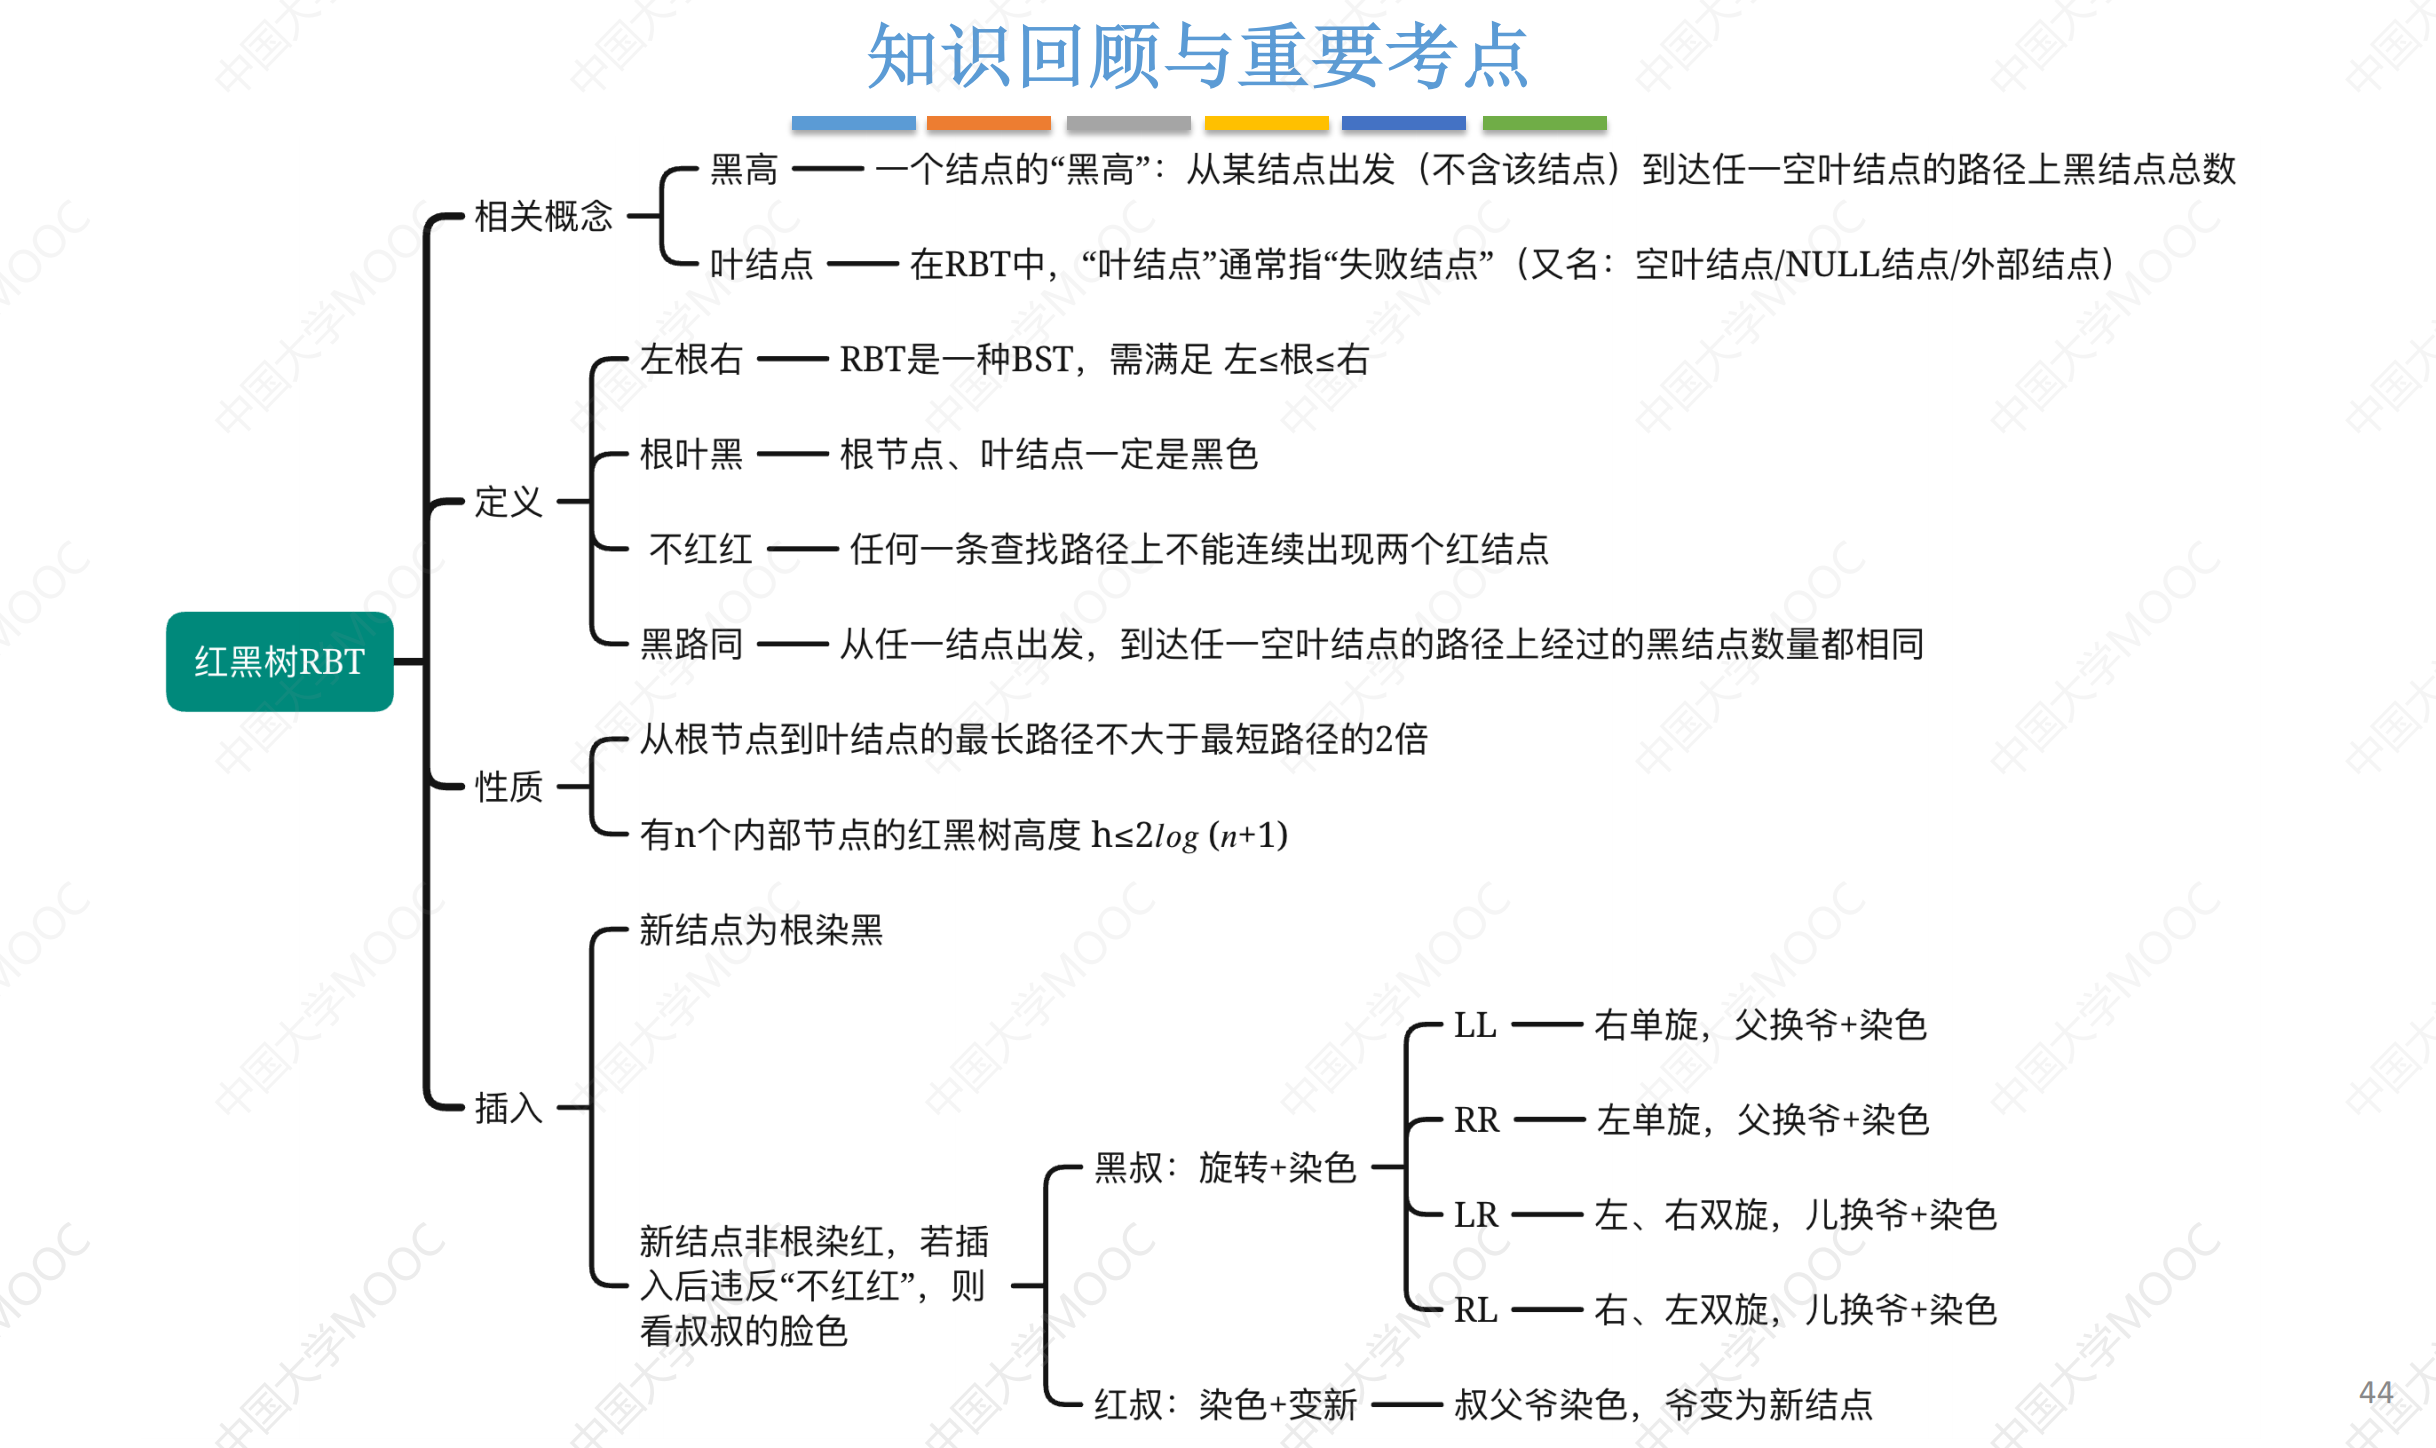 知识回顾与重要考点
黑高 一个结点的“黑高”：从某结点出发（不含该结点）到达任一空叶结点的路径上黑结点总数
相关概念
叶结点 在RBT中，“叶结点”通常指“失败结点”（又名：空叶结点/NULL结点/外部结点）
左根右 RBT是一种BST，需满足 左≤根≤右
根叶黑 根节点、叶结点一定是黑色
定义
不红红 任何一条查找路径上不能连续出现两个红结点
黑路同 从任一结点出发，到达任一空叶结点的路径上经过的黑结点数量都相同
红黑树RBT
从根节点到叶结点的最长路径不大于最短路径的2倍
性质
有n个内部节点的红黑树高度 h≤2log (n+1)
新结点为根染黑
插入
新结点非根染红，若插
入后违反“不红红”，则
看叔叔的脸色
黑叔：旋转+染色
LL 右单旋，父换爷+染色
RR 左单旋，父换爷+染色
LR 左、右双旋，儿换爷+染色
RL 右、左双旋，儿换爷+染色
红叔：染色+变新 叔父爷染色，爷变为新结点
44
中国大学MOOC